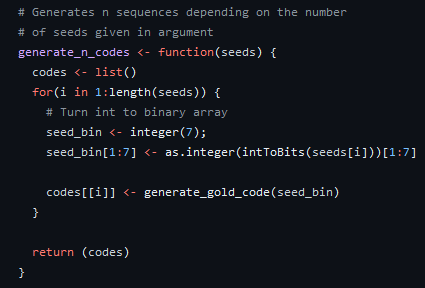 # Generates n sequences depending on the number
# of seeds given in argument
generate_n_codes <- function(seeds) {
  codes <- list()
  for(i in 1:length(seeds)) {
    # Turn int to binary array
    seed_bin <- integer(7);
    seed_bin[1:7] <- as.integer(intToBits(seeds[i]))[1:7]

    codes[[i]] <- generate_gold_code(seed_bin)
  }

  return (codes)
}